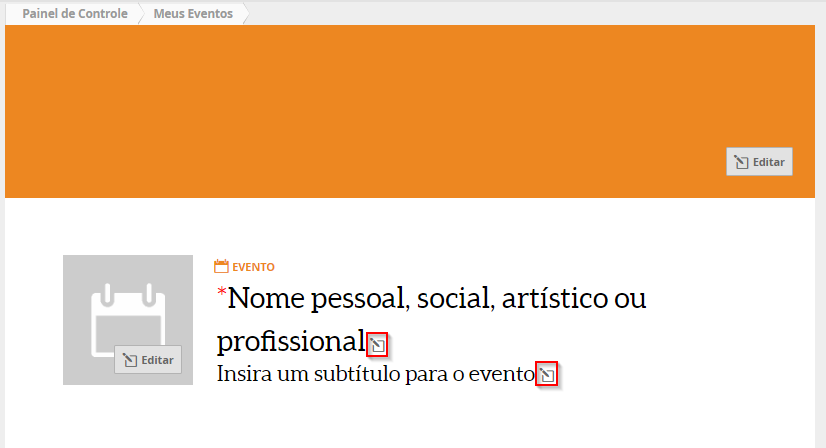 Painel de Controle Meus Eventos
Editar
EVENTO
*Nome pessoal, social, artístico ou
profissional
Editar
Insira um subtítulo para o evento